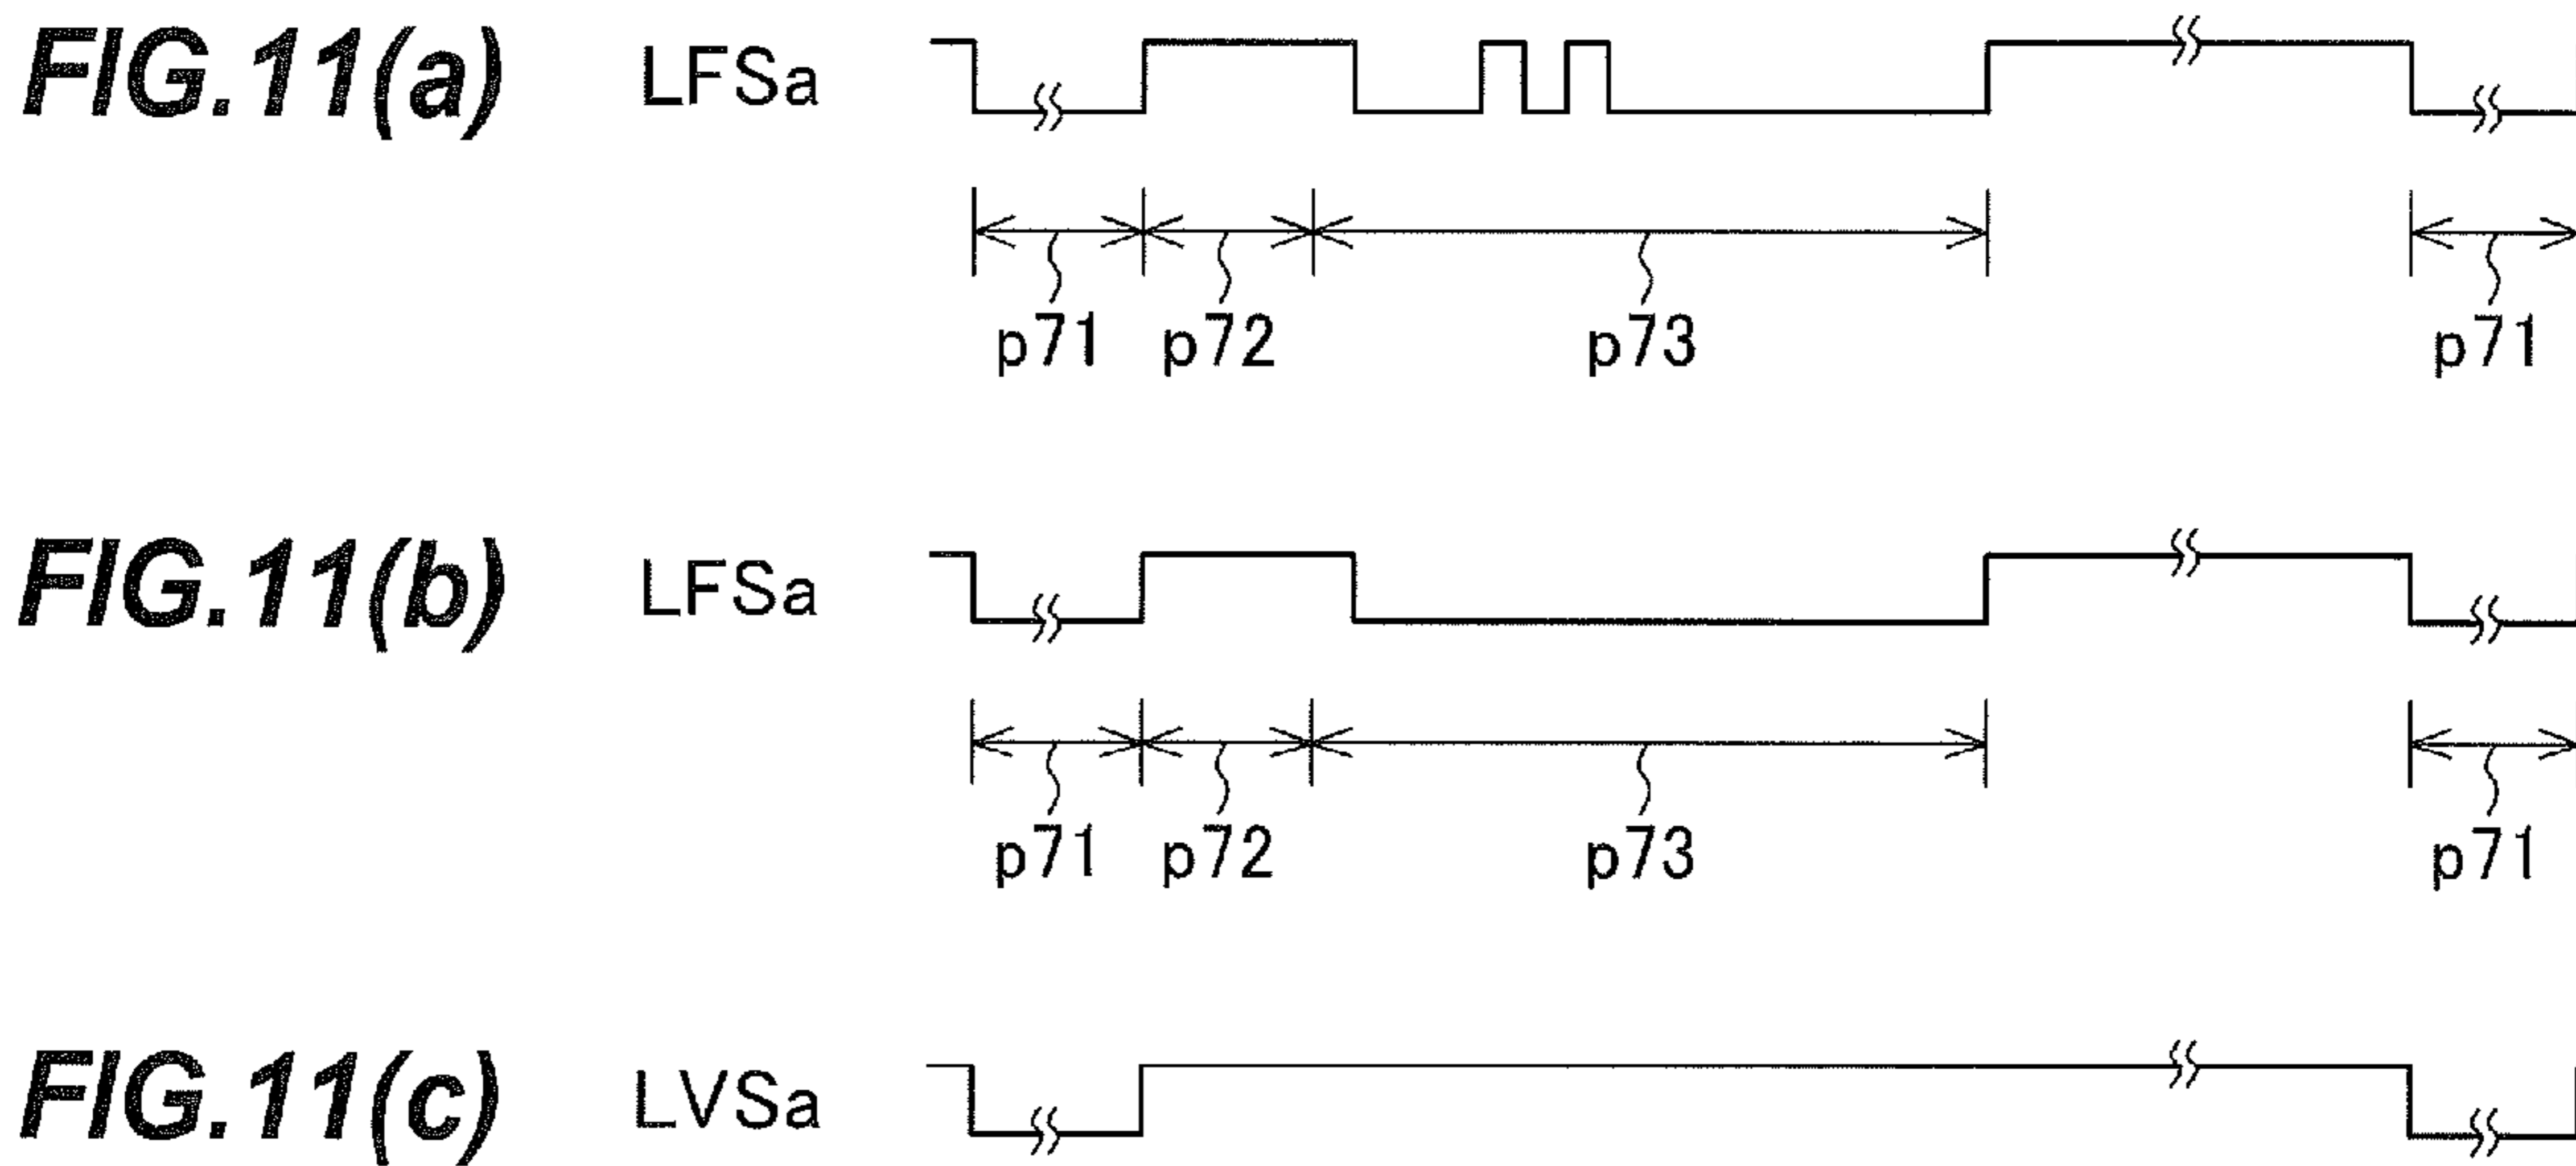 FIG.11(a) LFSa
p71 p72 p73 p71
FIG.11(b) LFSa
p71 p72 p73 p71
FIG.11(c) LVSa